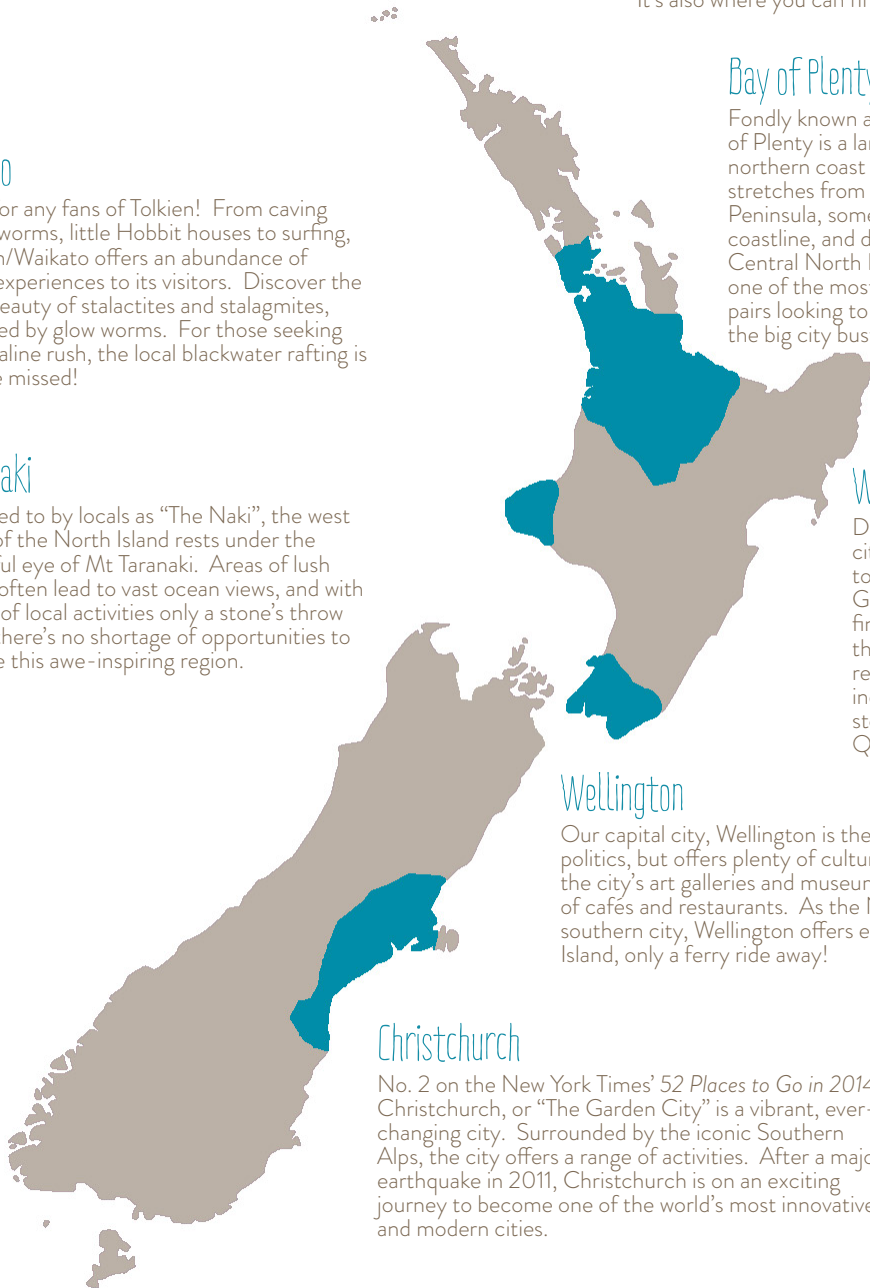 It's also where you can fin
Bay of Plenty
Fondly known a
of Plenty is a lar
northern coast
stretches from
Peninsula, some
coastline, and d
Central North I
one of the most
pairs looking to
the big city bus
o
or any fans of Tolkien! From caving
worms, little Hobbit houses to surfing,
n/Waikato offers an abundance of
experiences to its visitors. Discover the
eauty of stalactites and stalagmites,
ed by glow worms. For those seeking
aline rush, the local blackwater rafting is
e missed!
aki
ed to by locals as “The Naki”, the west
of the North Island rests under the
ful eye of Mt Taranaki. Areas of lush
often lead to vast ocean views, and with
of local activities only a stone’s throw
there’s no shortage of opportunities to
e this awe-inspiring region.
W
D
cit
to
G
fin
th
re
in
st
Q
Wellington
Our capital city, Wellington is the
politics, but offers plenty of cultur
the city’s art galleries and museum
of cafés and restaurants. As the N
southern city, Wellington offers e
Island, only a ferry ride away!
Christchurch
No. 2 on the New York Times’ 52 Places to Go in 2014
Christchurch, or “The Garden City” is a vibrant, ever-
changing city. Surrounded by the iconic Southern
Alps, the city offers a range of activities. After a majo
earthquake in 2011, Christchurch is on an exciting
journey to become one of the world’s most innovative
and modern cities.